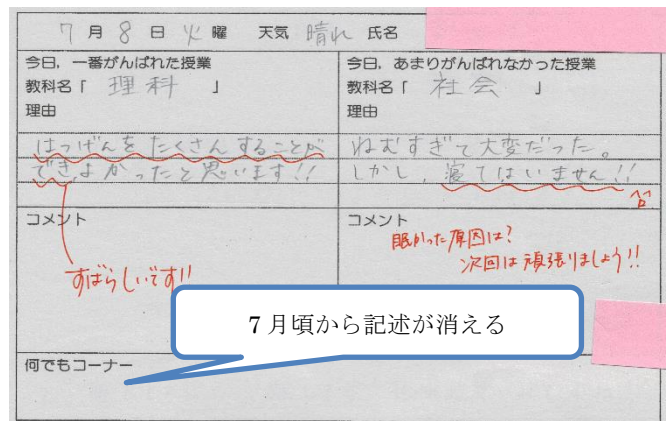 7月8日 火曜 天気 晴れ 氏名
今日,一番がんばれた授業
教科名「 理科 」
理由
はつげんをたくさんすることが
できよかったと思います!!
コメント
すばらしいです!!
今日,あまりがんばれなかった授業
教科名「 社会 」
理由
ねむすぎて大変だった。
しかし,寝てはいません!!
コメント
眠かった原因は?
次回は頑張りましょう!!
7月頃から記述が消える
何でもコーナー